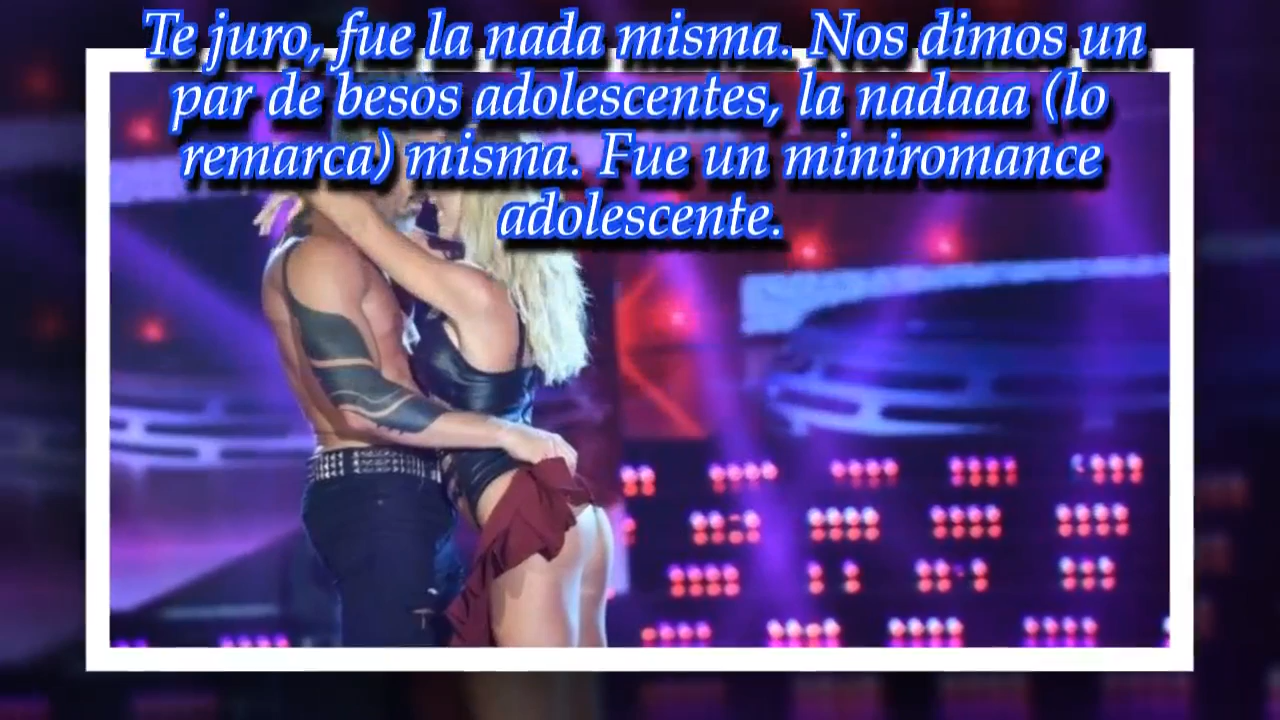 Te juro, fue la nada misma. Nos dimos un
par de besos adolescentes, la nadaaa (lo
remarca) misma. Fue un miniromance
adolescente.